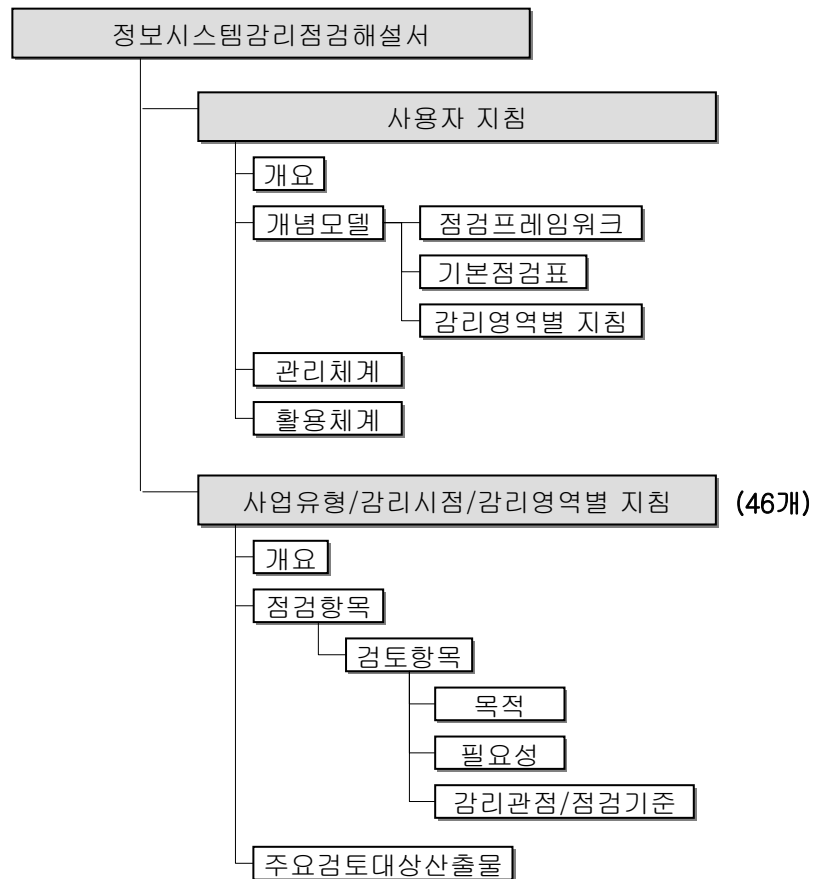 정보시스템감리점검해설서
사용자 지침
개요
개념모델
점검프레임워크
기본점검표
감리영역별 지침
관리체계
활용체계
사업유형/감리시점/감리영역별 지침
(46개)
개요
점검항목
검토항목
목적
필요성
감리관점/점검기준
주요검토대상산출물